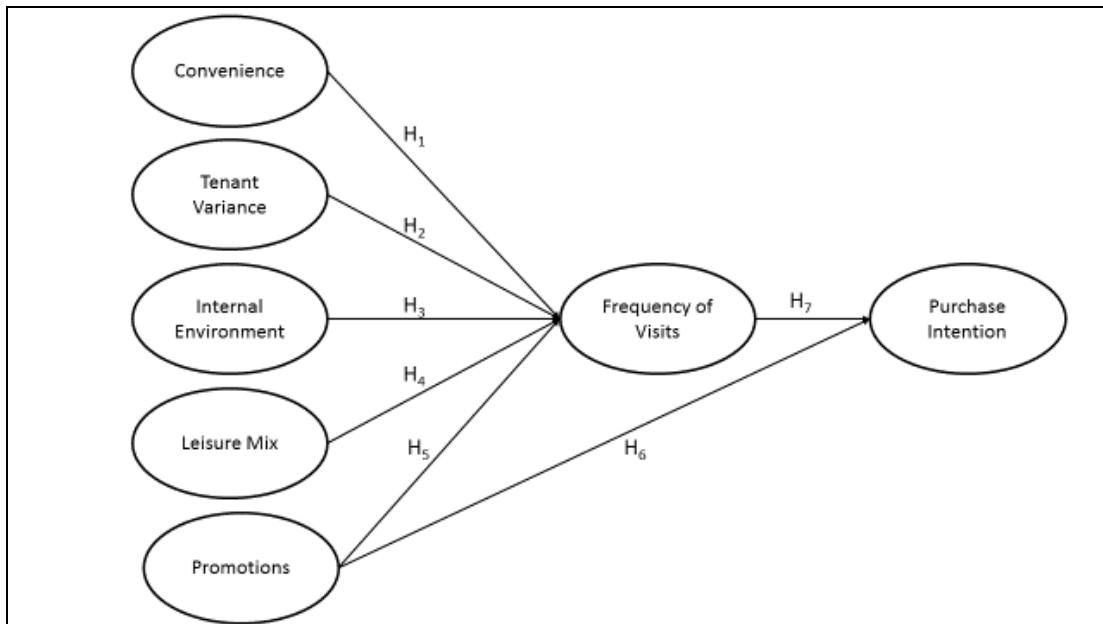 Convenience
H₁
Tenant
Variance
H₂
Internal
Environment
H₃
Frequency of
Visits
H₇
Purchase
Intention
H₄
Leisure Mix
H₅
H₆
Promotions